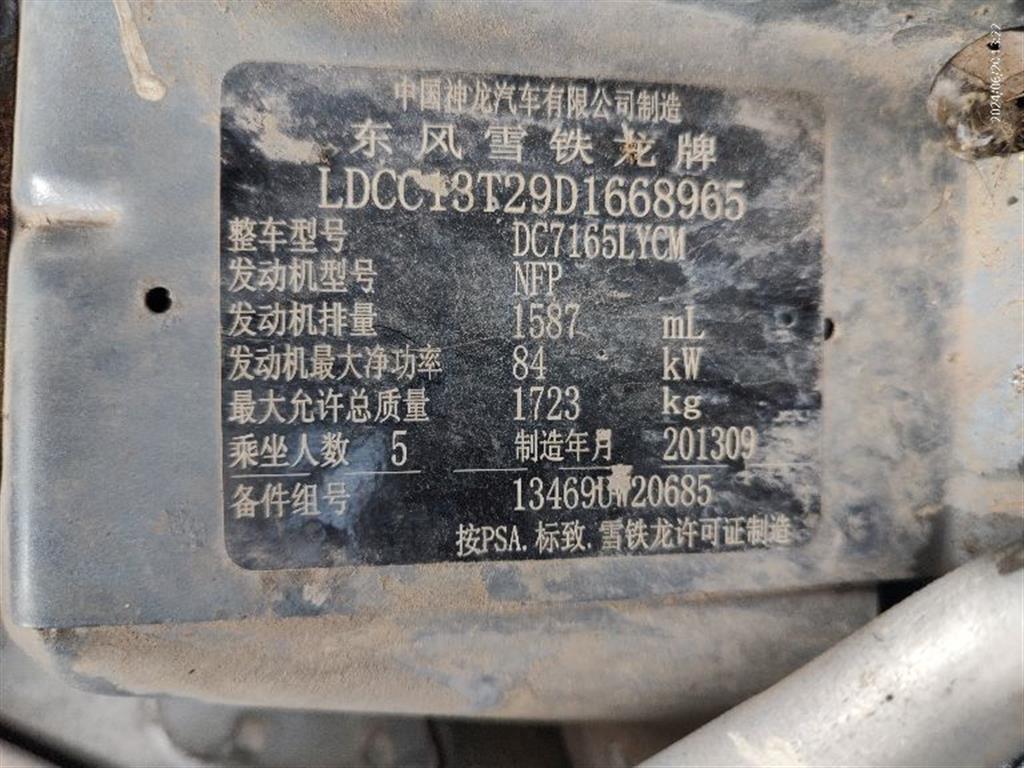 中国神龙汽车有限公司制造
东风雪铁龙牌
LDCC13T29D1668965
整车型号 DC7165LYCM
发动机型号 NFP
发动机排量 1587 mL
发动机最大净功率 84 kW
最大允许总质量 1723 kg
乘坐人数 5 制造年月 201309
备件组号 13469UW20685
按PSA.标致.雪铁龙许可证制造